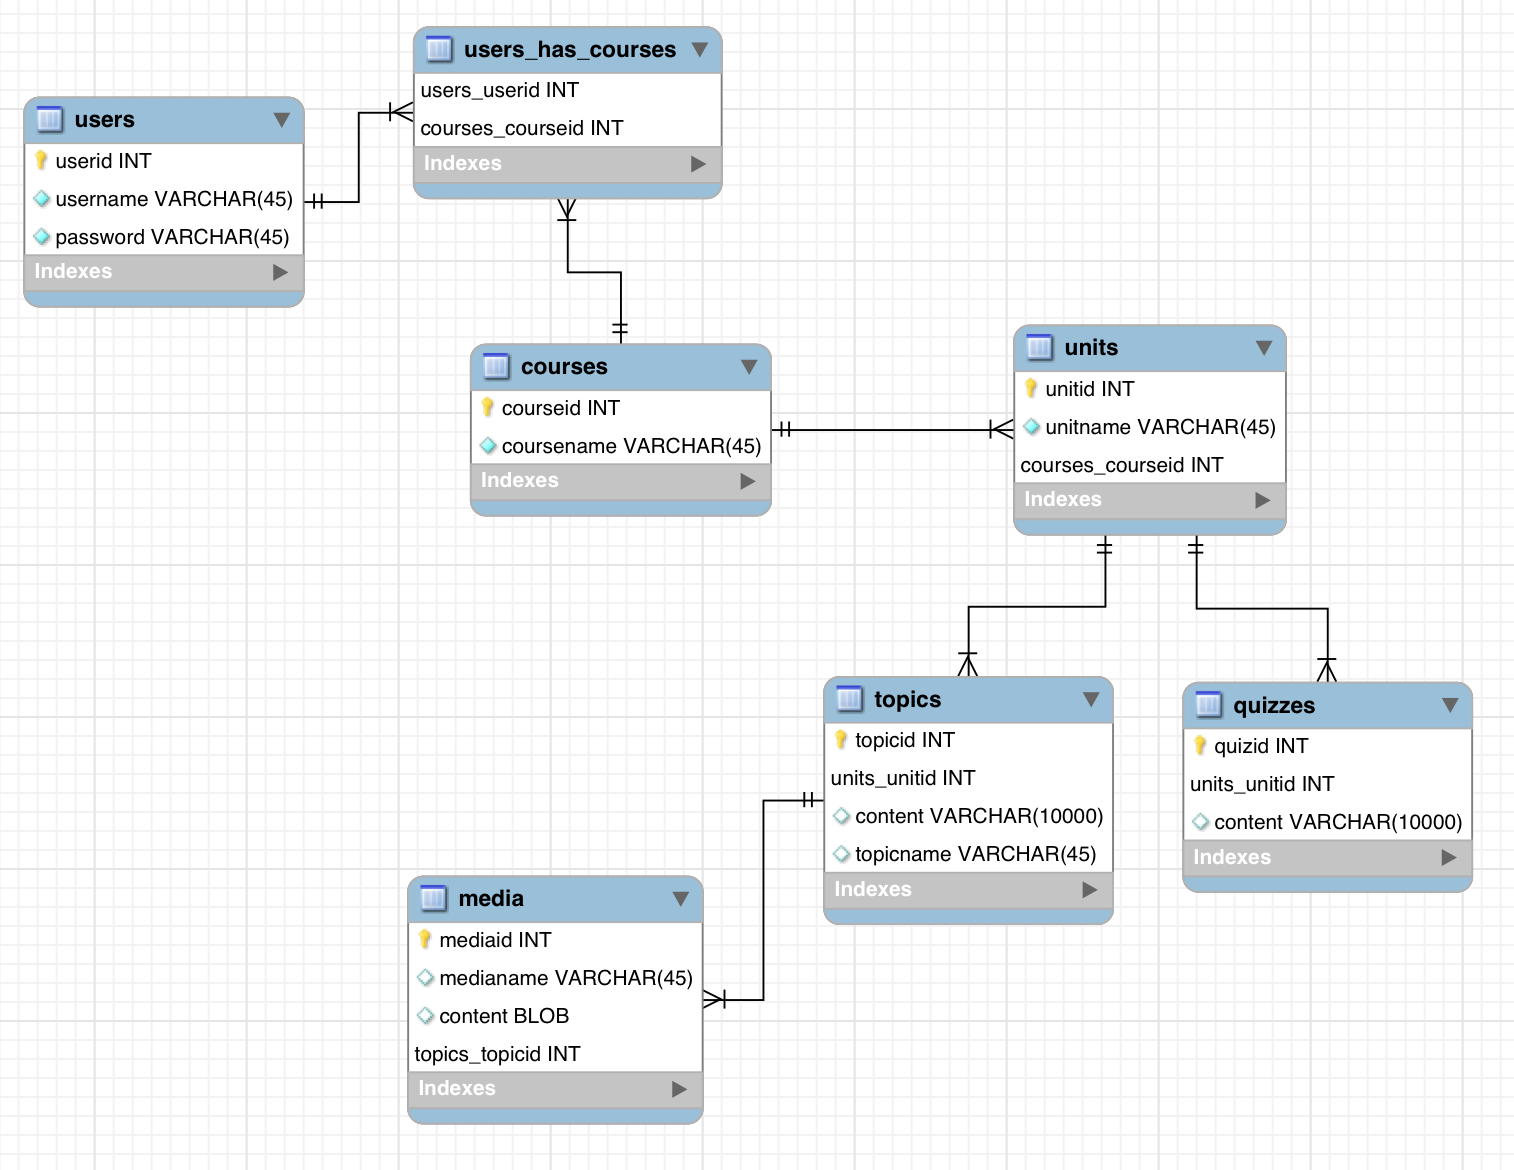 users_has_courses
users_userid INT
courses_courseid INT
Indexes
users
userid INT
username VARCHAR(45)
password VARCHAR(45)
Indexes
courses
courseid INT
coursename VARCHAR(45)
Indexes
units
unitid INT
unitname VARCHAR(45)
courses_courseid INT
Indexes
topics
topicid INT
units_unitid INT
content VARCHAR(10000)
topicname VARCHAR(45)
Indexes
quizzes
quizid INT
units_unitid INT
content VARCHAR(10000)
Indexes
media
mediaid INT
medianame VARCHAR(45)
content BLOB
topics_topicid INT
Indexes